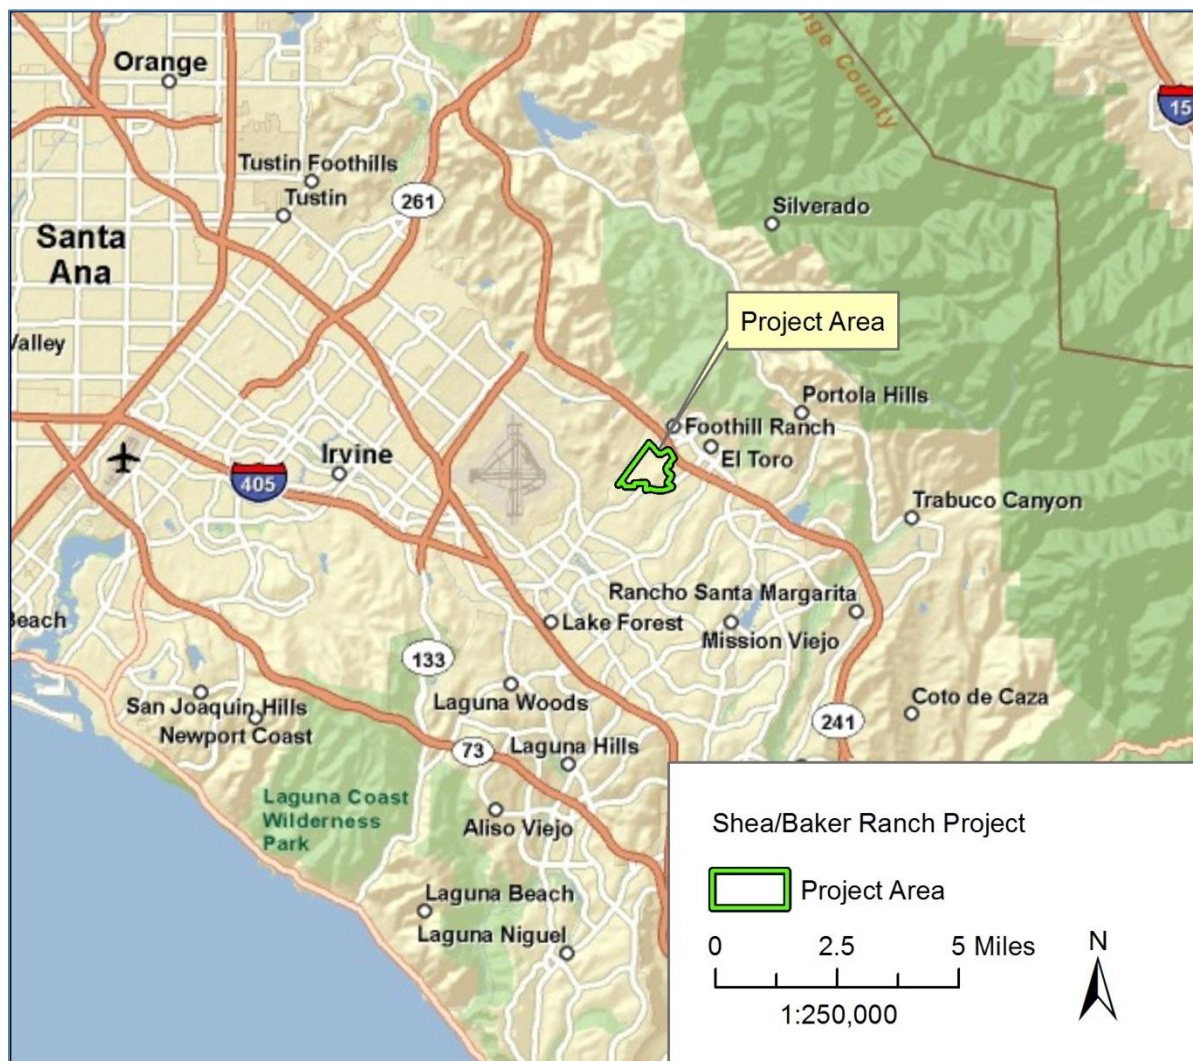 Orange
nge County
15
Tustin Foothills
Tustin
261
Silverado
Santa
Ana
Project Area
Valley
Portola Hills
Foothill Ranch
El Toro
Irvine
405
Trabuco Canyon
Rancho Santa Margarita
Beach
Lake Forest
Mission Viejo
133
Laguna Woods
San Joaquin Hills
Newport Coast
Coto de Caza
241
73
Laguna Hills
Laguna Coast
Wilderness
Park
Aliso Viejo
Laguna Beach
Laguna Niguel
Shea/Baker Ranch Project
Project Area
0 2.5 5 Miles
1:250,000
N